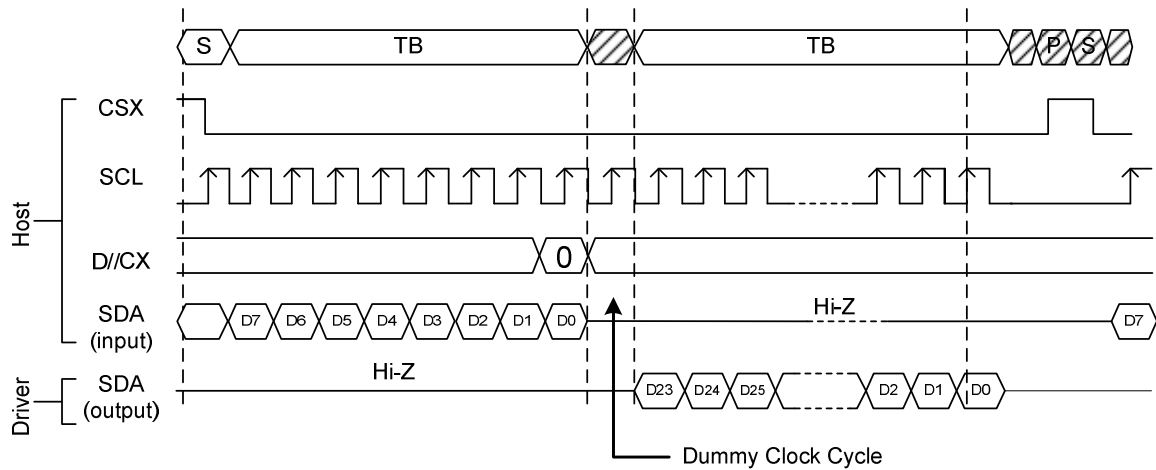 S TB TB P S
CSX
SCL
D//CX 0
SDA (input) D7 D6 D5 D4 D3 D2 D1 D0 Hi-Z D7
SDA (output) Hi-Z D23 D24 D25 D2 D1 D0
Host
Driver
Dummy Clock Cycle